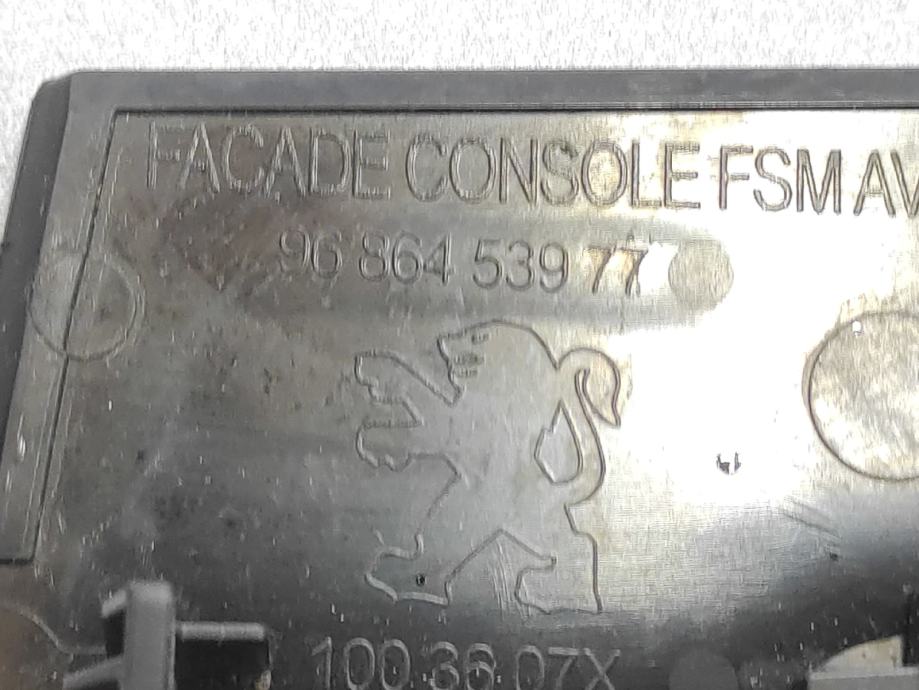 FACADE CONSOLE FSM AV
96 864 539 77
100 36 07X